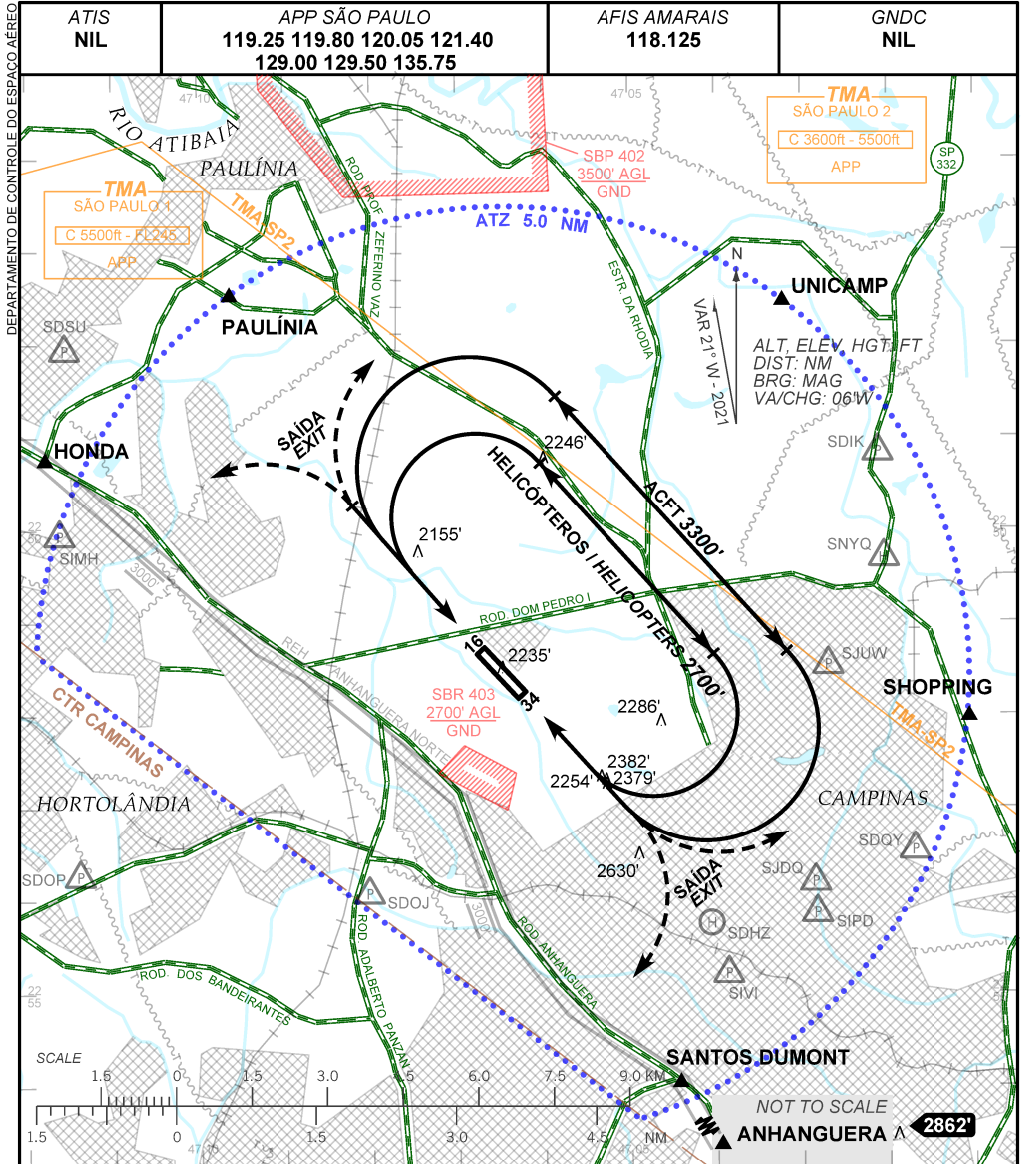 DEPARTAMENTO DE CONTROLE DO ESPAÇO AÉREO
ATIS
NIL
APP SÃO PAULO
119.25 119.80 120.05 121.40
129.00 129.50 135.75
AFIS AMARAIS
118.125
GNDC
NIL
47 10
47 05
RIO ATIBAIA
PAULÍNIA
SBP 402
3500' AGL
GND
TMA
SÃO PAULO 2
C 3600ft - 5500ft
APP
SP
332
TMA
SÃO PAULO 1
C 5500ft - FL245
APP
TMA SP2
ROD. PROF. ZEFERINO VAZ
ATZ 5.0 NM
ESTR. DA RHODIA
N
VAR 21° W - 2021
UNICAMP
PAULÍNIA
ALT, ELEV, HGT: FT
DIST: NM
BRG: MAG
VA/CHG: 06'W
SDSU
P
HONDA
SAÍDA
EXIT
2246'
SDIK
HELICÓPTEROS / HELICOPTERS 2700'
ACFT 3300'
2155'
22
50
P
SIMH
SNYQ
H
3000
ROD. DOM PEDRO I
REH
ANHANGUERA NORTE
16
34
2235'
SJUW
P
SBR 403
2700' AGL
GND
SHOPPING
2286'
TMA SP2
CTR CAMPINAS
2382'
2379'
2254'
HORTOLÂNDIA
CAMPINAS
2630'
SAÍDA
EXIT
SDQY
P
SJDQ
P
SDOP
P
SDOJ
P
SIPD
P
H
SDHZ
3000
ROD. ANHANGUERA
ROD. ADALBERTO PANZAN
ROD. DOS BANDEIRANTES
SIVI
P
22
55
SCALE
SANTOS DUMONT
1.5 0 1.5 3.0 4.5 6.0 7.5 9.0 KM
1.5 0 1.5 3.0 4.5 NM
47 05
NOT TO SCALE
ANHANGUERA
2862'